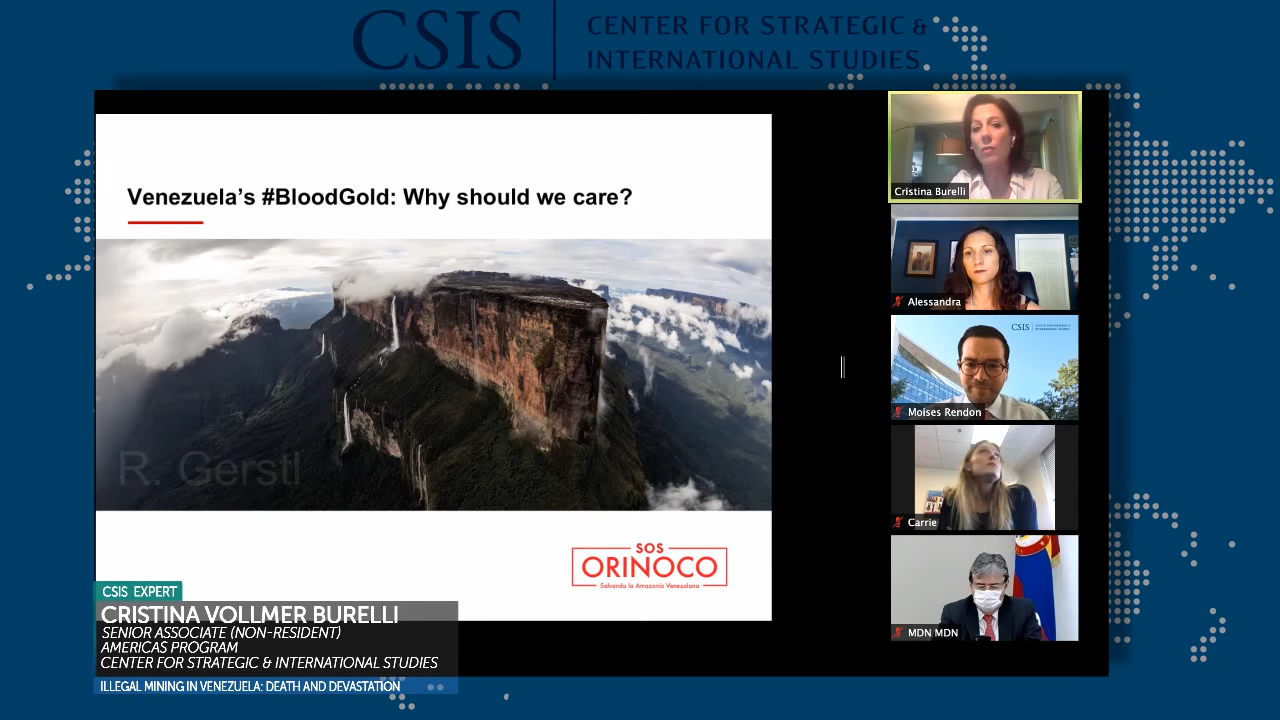 CSIS
CENTER FOR STRATEGIC &
INTERNATIONAL STUDIES
Venezuela's #BloodGold: Why should we care?
R. Gerstl
SOS
ORINOCO
Salvando la Amazonía Venezolana
Cristina Burelli
Alessandra
CSIS
Moises Rendon
Carrie
MDN MDN
CSIS EXPERT
CRISTINA VOLLMER BURELLI
SENIOR ASSOCIATE (NON-RESIDENT)
AMERICAS PROGRAM
CENTER FOR STRATEGIC & INTERNATIONAL STUDIES
ILLEGAL MINING IN VENEZUELA: DEATH AND DEVASTATION